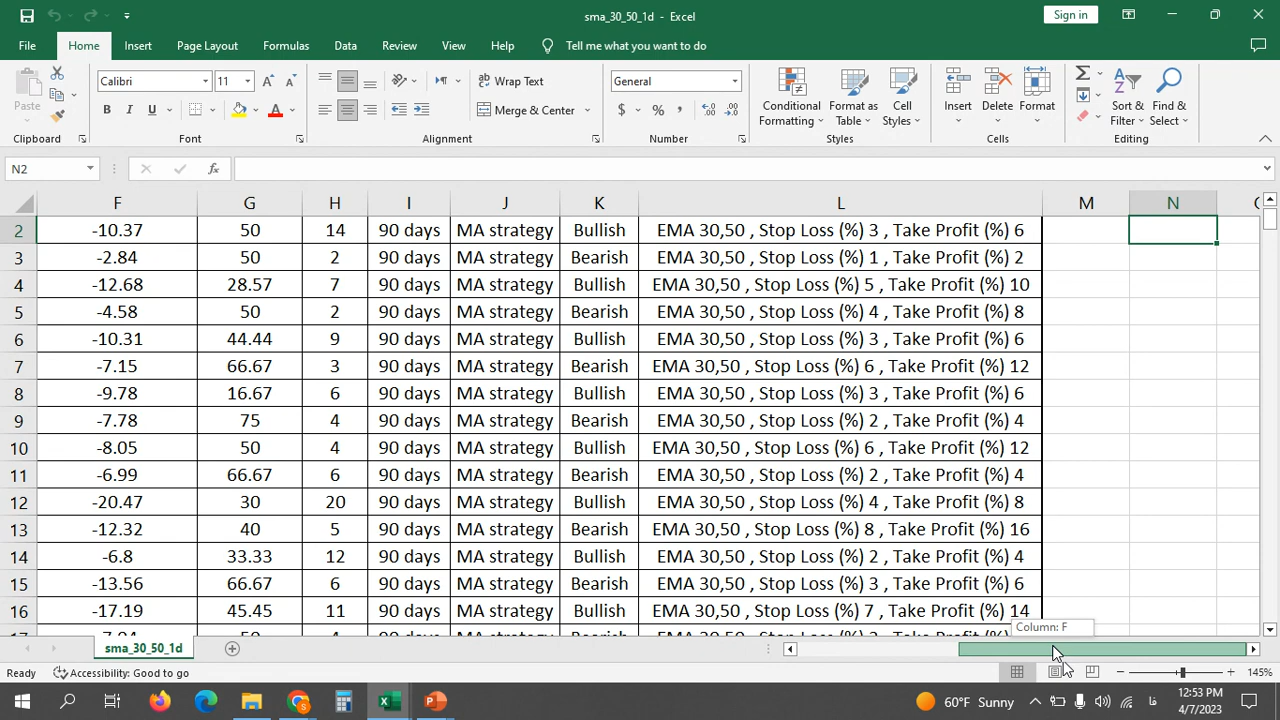 sma_30_50_1d - Excel
Sign in
File Home Insert Page Layout Formulas Data Review View Help Tell me what you want to do
Paste
Calibri 11
B I U
A A
Wrap Text
Merge & Center
General
$ % ,
Conditional Formatting
Format as Table
Cell Styles
Insert Delete Format
Sort & Filter
Find & Select
Clipboard Font Alignment Number Styles Cells Editing
N2 fx
F G H I J K L M N
2 -10.37 50 14 90 days MA strategy Bullish EMA 30,50 , Stop Loss (%) 3 , Take Profit (%) 6
3 -2.84 50 2 90 days MA strategy Bearish EMA 30,50 , Stop Loss (%) 1 , Take Profit (%) 2
4 -12.68 28.57 7 90 days MA strategy Bullish EMA 30,50 , Stop Loss (%) 5 , Take Profit (%) 10
5 -4.58 50 2 90 days MA strategy Bearish EMA 30,50 , Stop Loss (%) 4 , Take Profit (%) 8
6 -10.31 44.44 9 90 days MA strategy Bullish EMA 30,50 , Stop Loss (%) 3 , Take Profit (%) 6
7 -7.15 66.67 3 90 days MA strategy Bearish EMA 30,50 , Stop Loss (%) 6 , Take Profit (%) 12
8 -9.78 16.67 6 90 days MA strategy Bullish EMA 30,50 , Stop Loss (%) 3 , Take Profit (%) 6
9 -7.78 75 4 90 days MA strategy Bearish EMA 30,50 , Stop Loss (%) 2 , Take Profit (%) 4
10 -8.05 50 4 90 days MA strategy Bullish EMA 30,50 , Stop Loss (%) 6 , Take Profit (%) 12
11 -6.99 66.67 6 90 days MA strategy Bearish EMA 30,50 , Stop Loss (%) 2 , Take Profit (%) 4
12 -20.47 30 20 90 days MA strategy Bullish EMA 30,50 , Stop Loss (%) 4 , Take Profit (%) 8
13 -12.32 40 5 90 days MA strategy Bearish EMA 30,50 , Stop Loss (%) 8 , Take Profit (%) 16
14 -6.8 33.33 12 90 days MA strategy Bullish EMA 30,50 , Stop Loss (%) 2 , Take Profit (%) 4
15 -13.56 66.67 6 90 days MA strategy Bearish EMA 30,50 , Stop Loss (%) 3 , Take Profit (%) 6
16 -17.19 45.45 11 90 days MA strategy Bullish EMA 30,50 , Stop Loss (%) 7 , Take Profit (%) 14
Column: F
sma_30_50_1d
Ready Accessibility: Good to go 145%
60°F Sunny فا 12:53 PM
4/7/2023